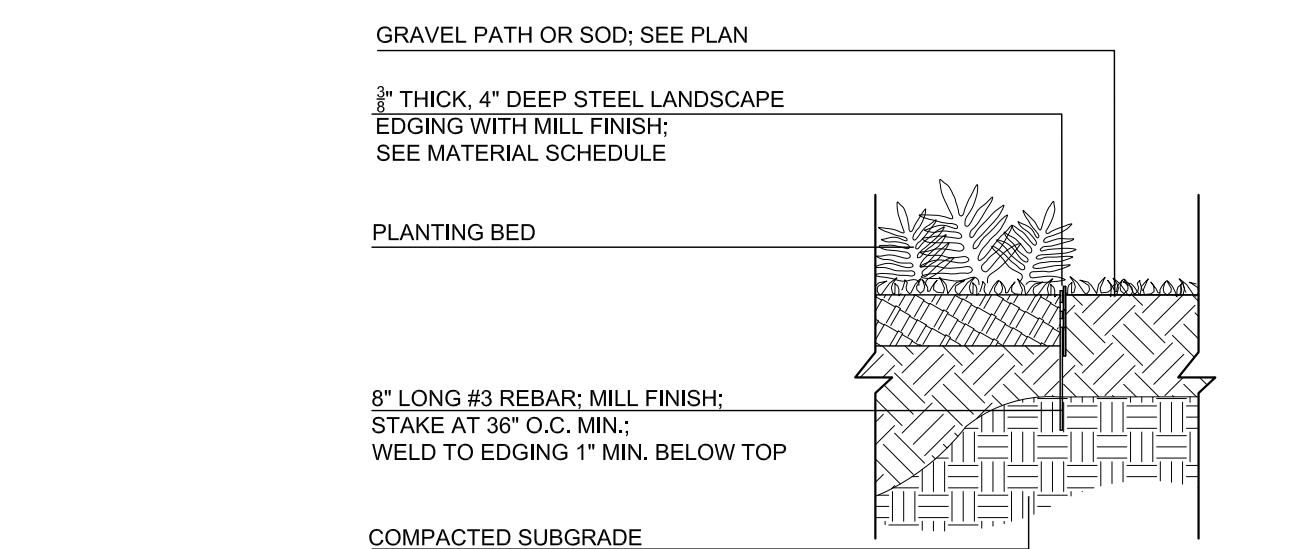 GRAVEL PATH OR SOD; SEE PLAN
3/8" THICK, 4" DEEP STEEL LANDSCAPE
EDGING WITH MILL FINISH;
SEE MATERIAL SCHEDULE
PLANTING BED
8" LONG #3 REBAR; MILL FINISH;
STAKE AT 36" O.C. MIN.;
WELD TO EDGING 1" MIN. BELOW TOP
COMPACTED SUBGRADE